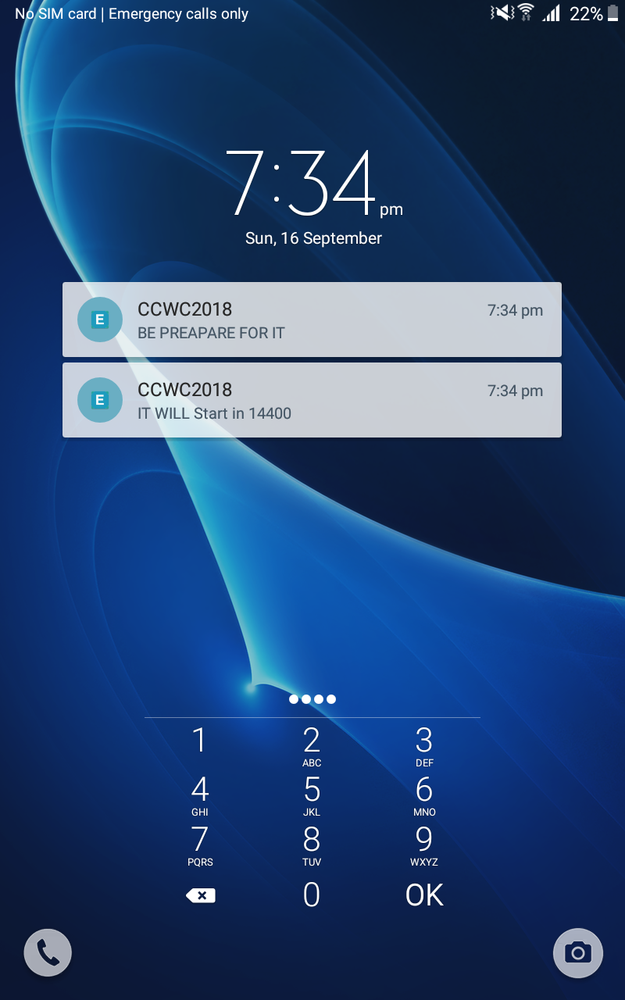 No SIM card | Emergency calls only 22%
7:34 pm
Sun, 16 September
E CCWC2018 7:34 pm
BE PREAPARE FOR IT
E CCWC2018 7:34 pm
IT WILL Start in 14400
1 2 3
ABC DEF
4 5 6
GHI JKL MNO
7 8 9
PQRS TUV WXYZ
0 OK